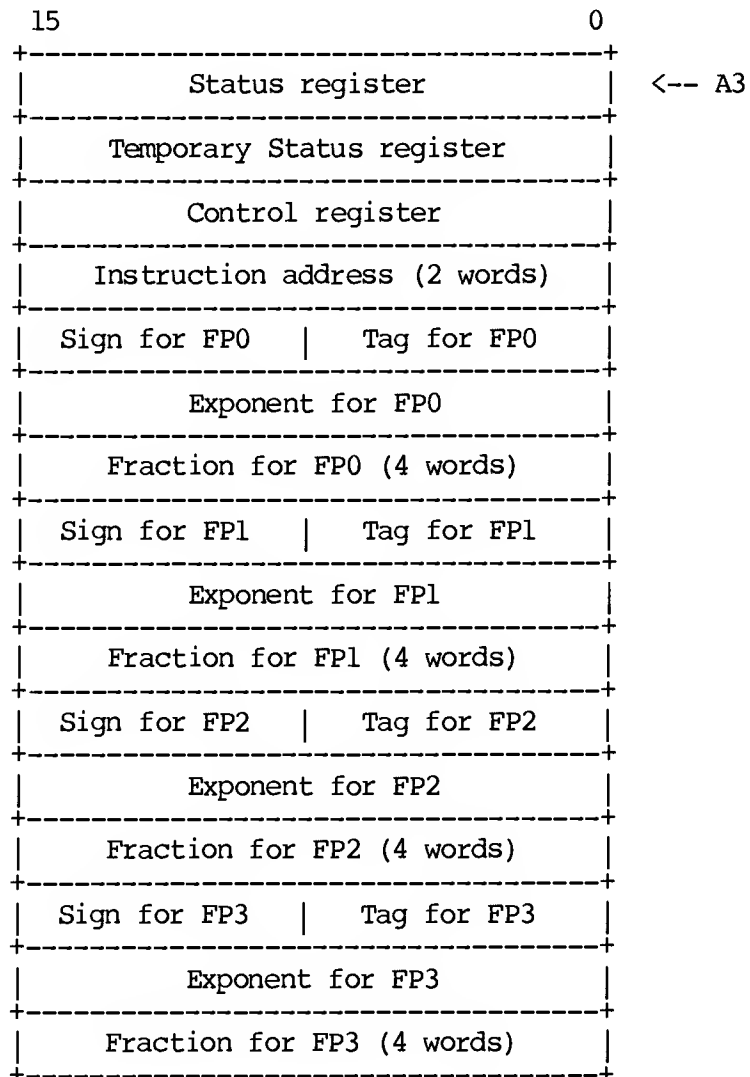 15 0
Status register <-- A3
Temporary Status register
Control register
Instruction address (2 words)
Sign for FP0 | Tag for FP0
Exponent for FP0
Fraction for FP0 (4 words)
Sign for FP1 | Tag for FP1
Exponent for FP1
Fraction for FP1 (4 words)
Sign for FP2 | Tag for FP2
Exponent for FP2
Fraction for FP2 (4 words)
Sign for FP3 | Tag for FP3
Exponent for FP3
Fraction for FP3 (4 words)